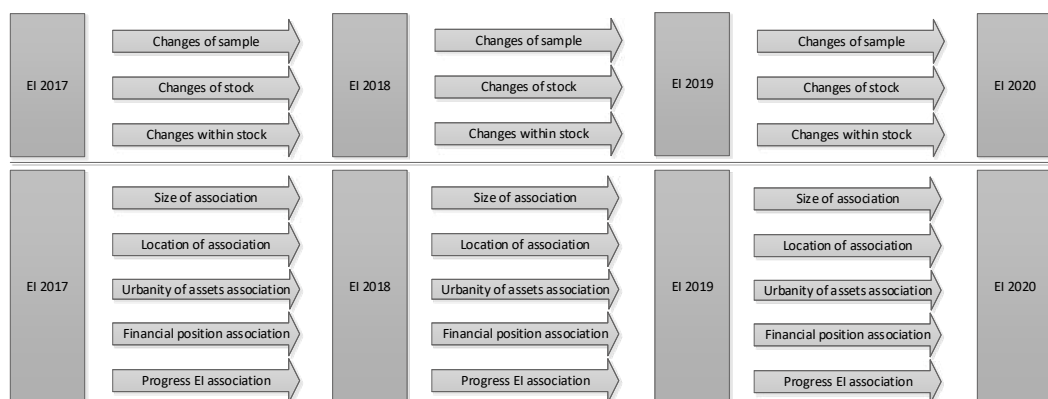 Changes of sample
Changes of sample
Changes of sample
EI 2017
Changes of stock
EI 2018
Changes of stock
EI 2019
Changes of stock
EI 2020
Changes within stock
Changes within stock
Changes within stock
Size of association
Size of association
Size of association
Location of association
Location of association
Location of association
EI 2017
Urbanity of assets association
EI 2018
Urbanity of assets association
EI 2019
Urbanity of assets association
EI 2020
Financial position association
Financial position association
Financial position association
Progress EI association
Progress EI association
Progress EI association